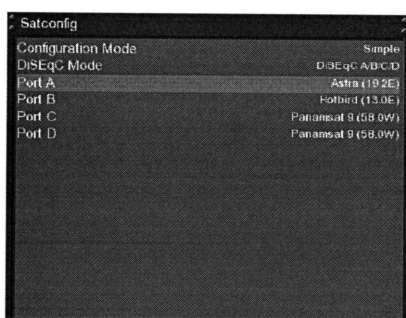 Satconfig
Configuration Mode Simple
DiSEqC Mode DiSEqC A/B/C/D
Port A Astra (19.2E)
Port B Hotbird (13.0E)
Port C Panamsat 9 (58.0W)
Port D Panamsat 9 (58.0W)